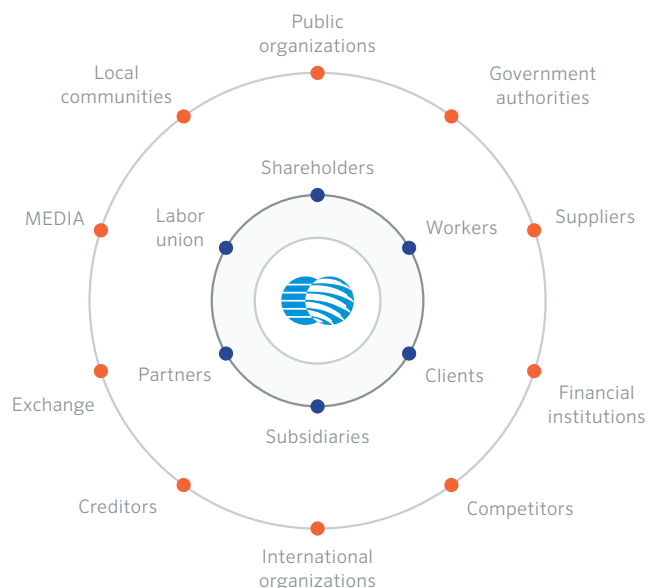 Public
organizations
Local
communities
Government
authorities
Shareholders
MEDIA
Labor
union
Workers
Suppliers
Partners
Clients
Exchange
Financial
institutions
Subsidiaries
Creditors
Competitors
International
organizations